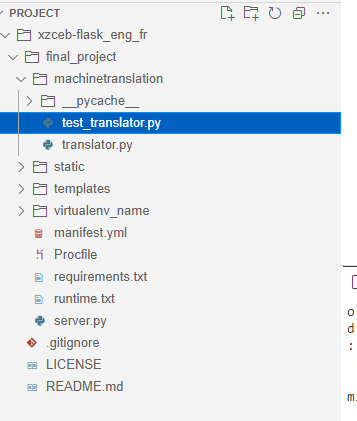 PROJECT
xzceb-flask_eng_fr
final_project
machinetranslation
__pycache__
test_translator.py
translator.py
static
templates
virtualenv_name
manifest.yml
Procfile
requirements.txt
runtime.txt
server.py
.gitignore
LICENSE
README.md
o
d
: